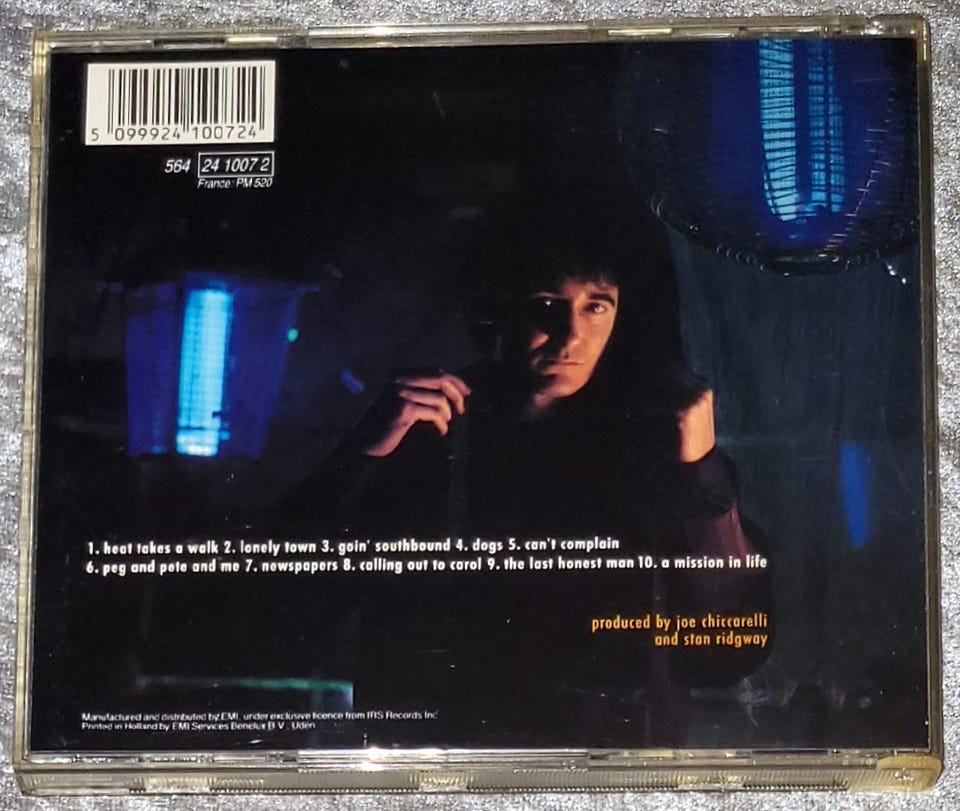 5 099924 100724
564 24 1007 2
France: PM 520
1. heat takes a walk 2. lonely town 3. goin' southbound 4. dogs 5. can't complain
6. peg and pete and me 7. newspapers 8. calling out to carol 9. the last honest man 10. a mission in life
produced by joe chiccarelli
and stan ridgway
Manufactured and distributed by EMI, under exclusive licence from IRS Records Inc
Printed in Holland by EMI Services Benelux B.V., Uden